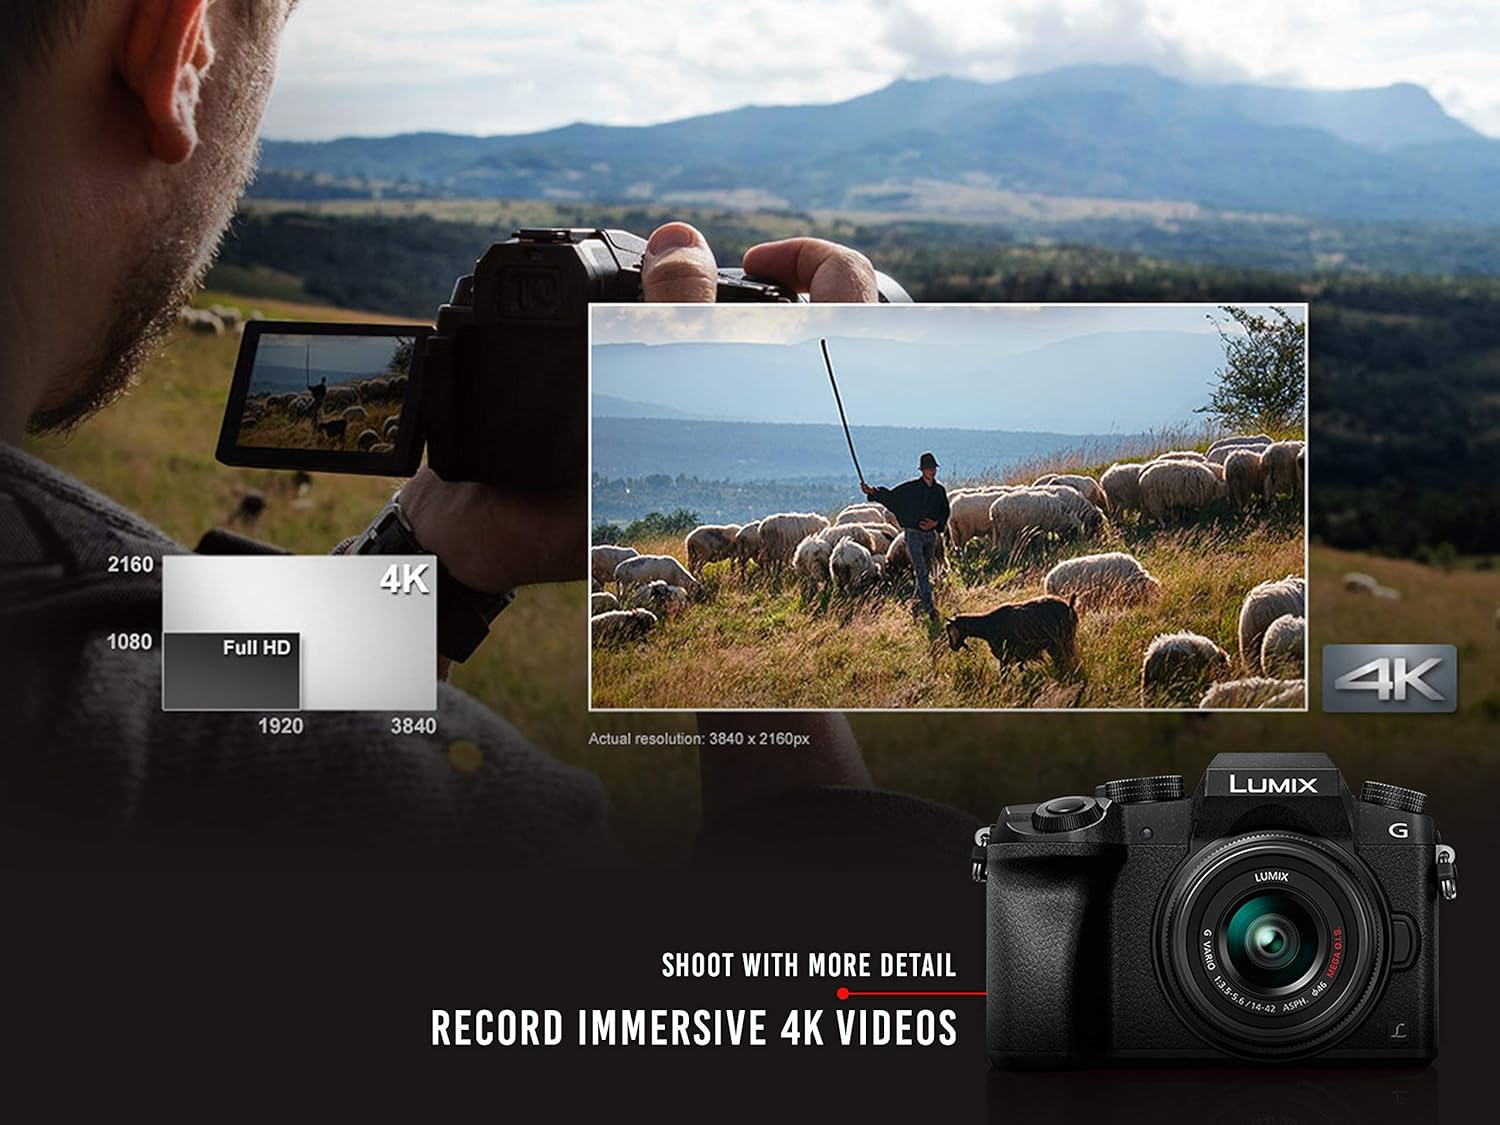 2160
4K
1080
Full HD
1920
3840
Actual resolution: 3840 x 2160px
4K
LUMIX
G
LUMIX
G VARIO 1:3.5-5.6 / 14-42 ASPH. φ46 MEGA O.I.S.
L
SHOOT WITH MORE DETAIL
RECORD IMMERSIVE 4K VIDEOS